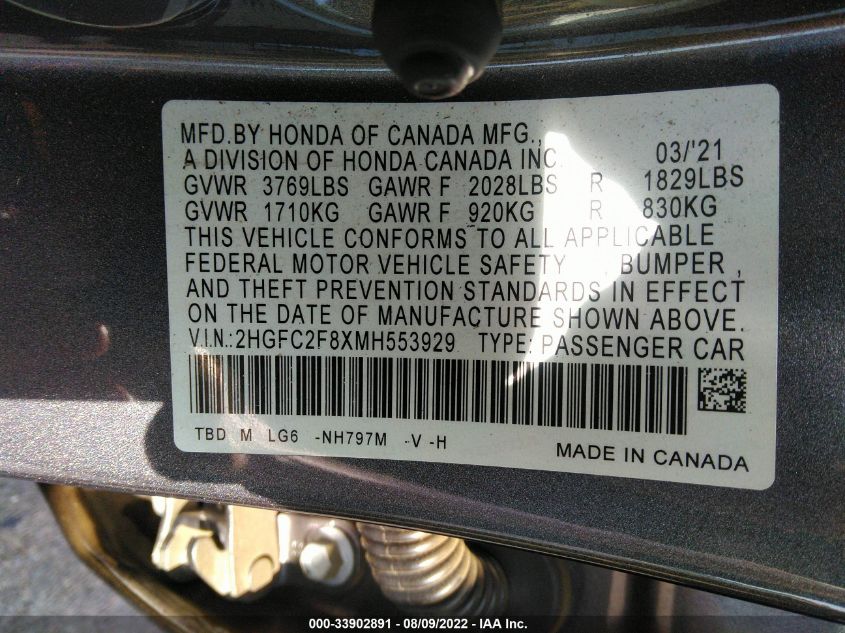 MFD.BY HONDA OF CANADA MFG.,
A DIVISION OF HONDA CANADA INC. 03/'21
GVWR 3769LBS GAWR F 2028LBS R 1829LBS
GVWR 1710KG GAWR F 920KG R 830KG
THIS VEHICLE CONFORMS TO ALL APPLICABLE
FEDERAL MOTOR VEHICLE SAFETY , BUMPER ,
AND THEFT PREVENTION STANDARDS IN EFFECT
ON THE DATE OF MANUFACTURE SHOWN ABOVE.
V.I.N.:2HGFC2F8XMH553929 TYPE: PASSENGER CAR
TBD M LG6 -NH797M -V -H
MADE IN CANADA
000-33902891 - 08/09/2022 - IAA Inc.